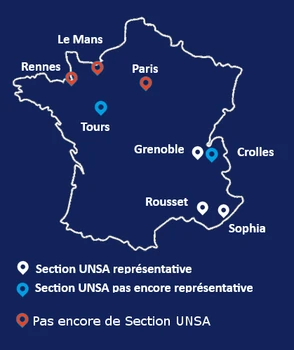 Le Mans
Rennes
Paris
Tours
Grenoble
Crolles
Rousset
Sophia
Section UNSA représentative
Section UNSA pas encore représentative
Pas encore de Section UNSA